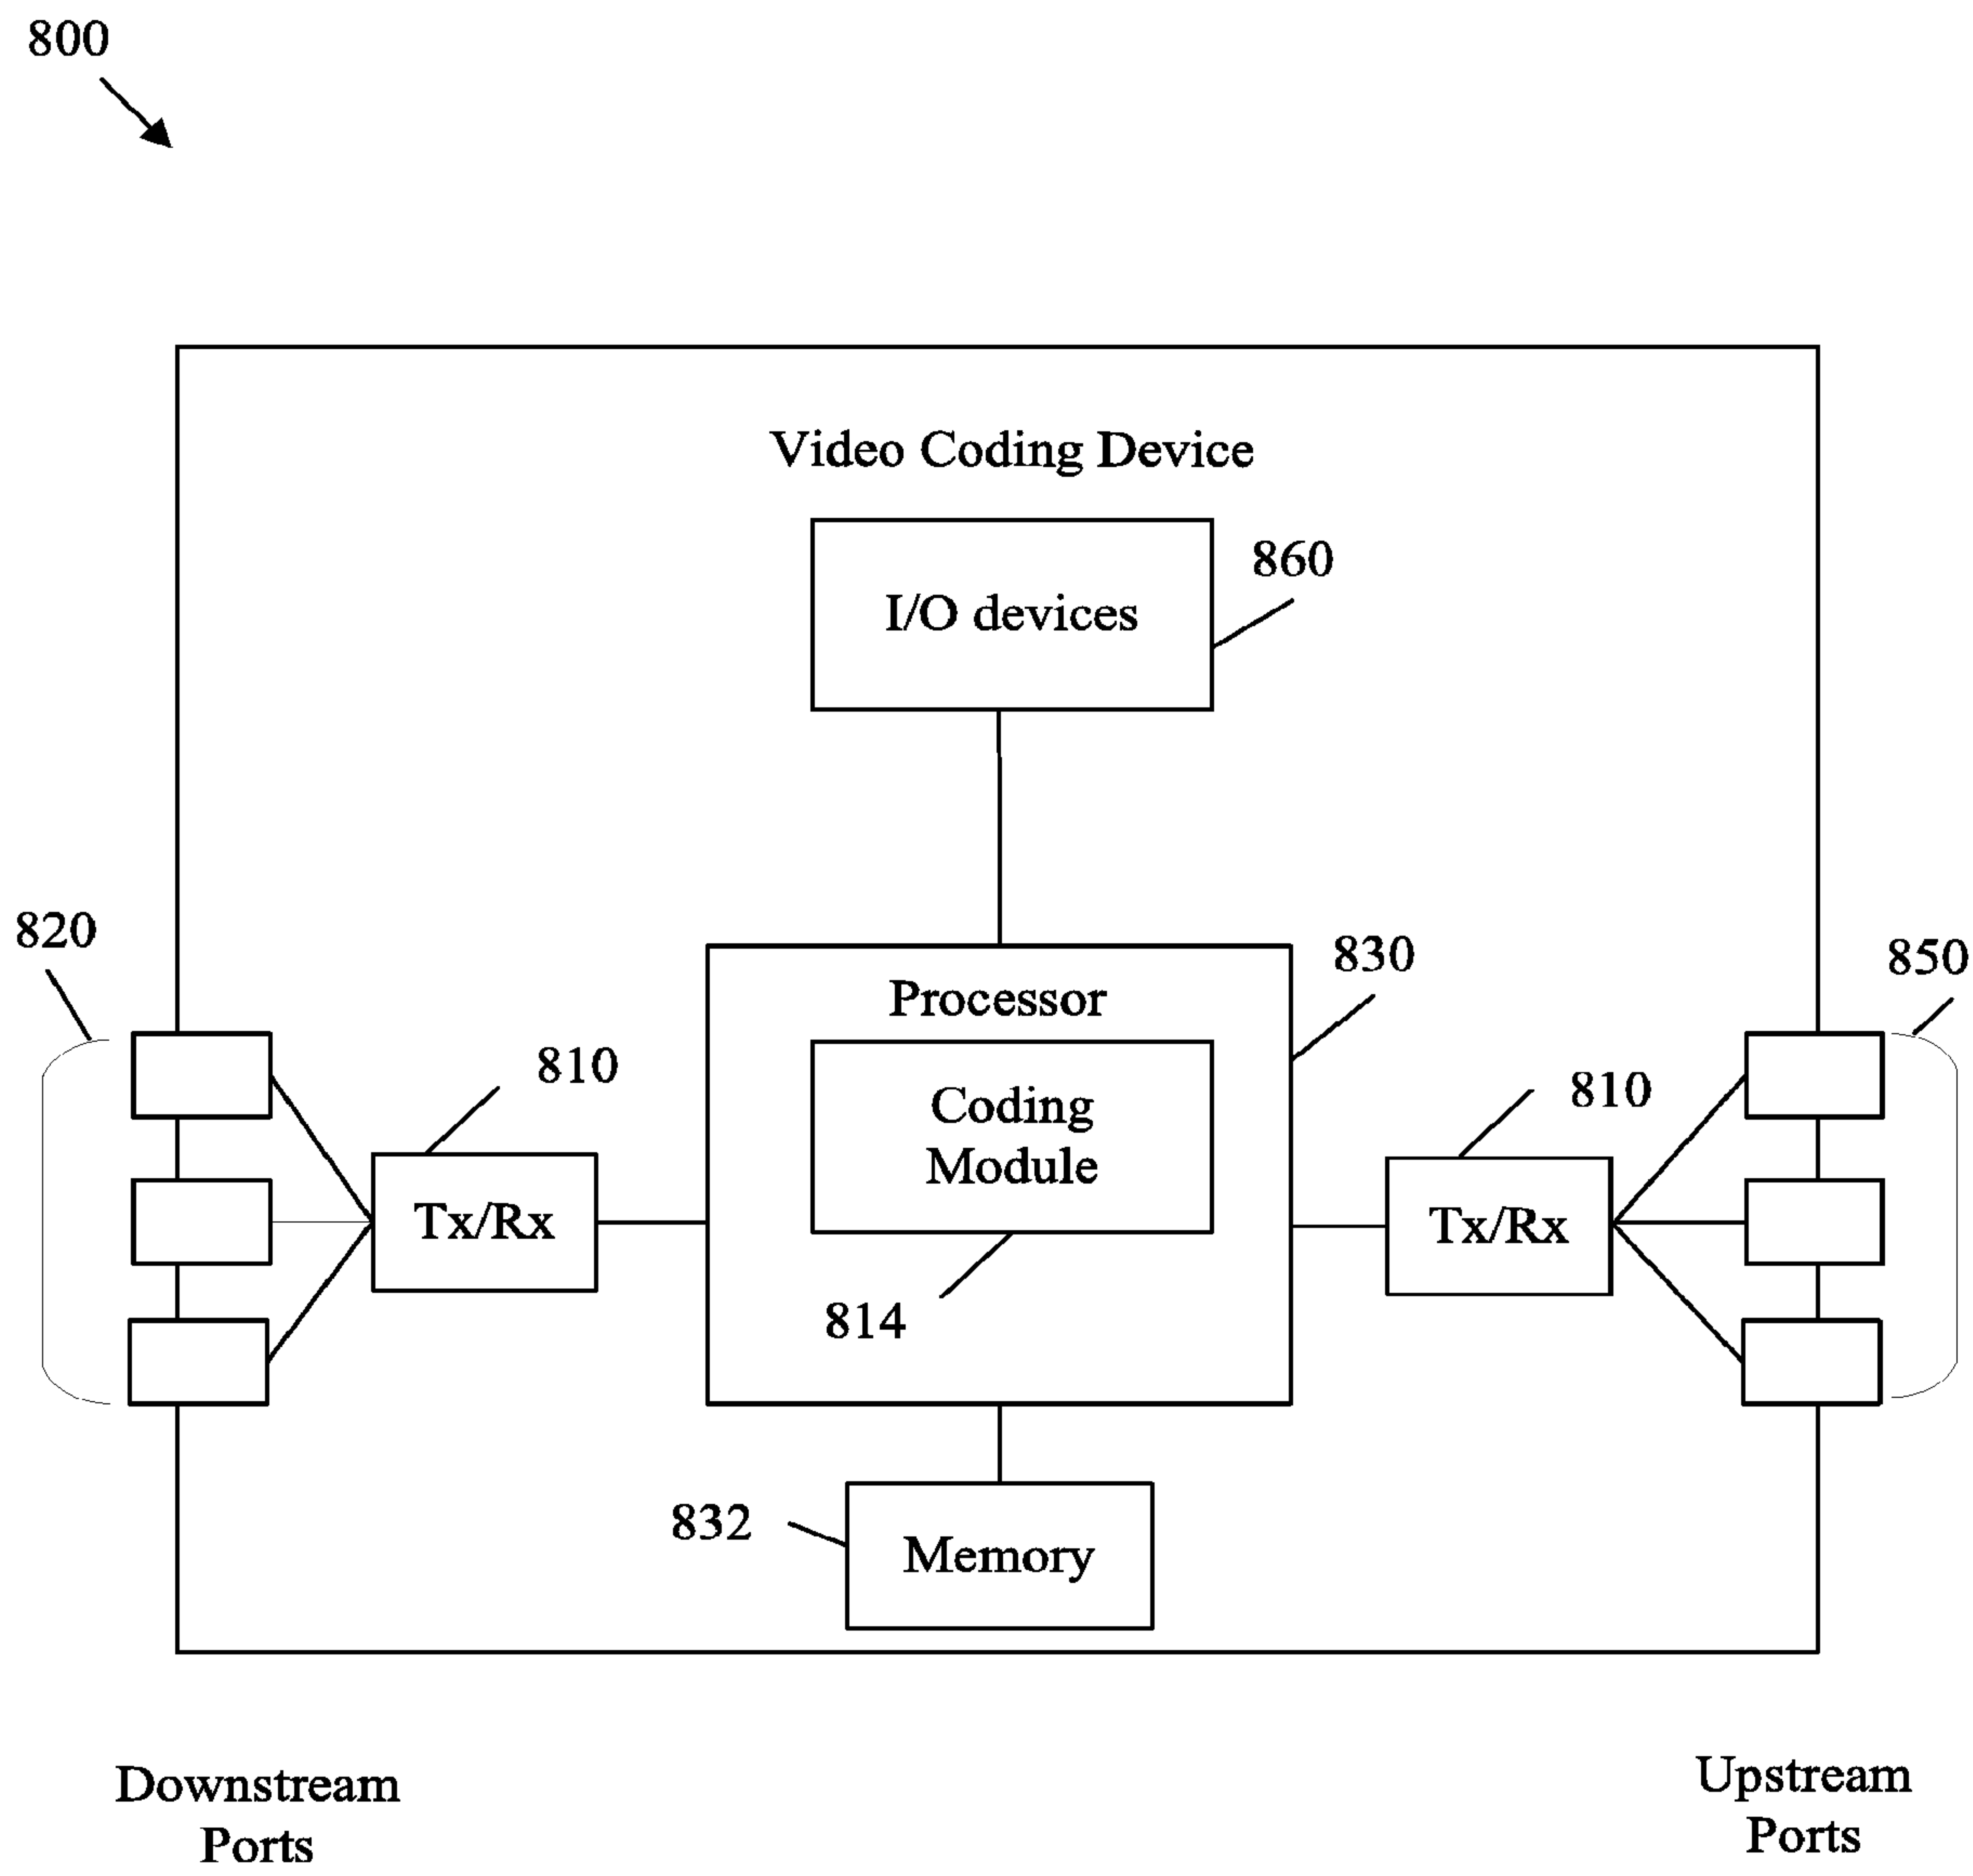 800
Video Coding Device
860
I/O devices
820
830
850
Processor
810
810
Coding
Module
Tx/Rx
Tx/Rx
814
832
Memory
Downstream
Ports
Upstream
Ports